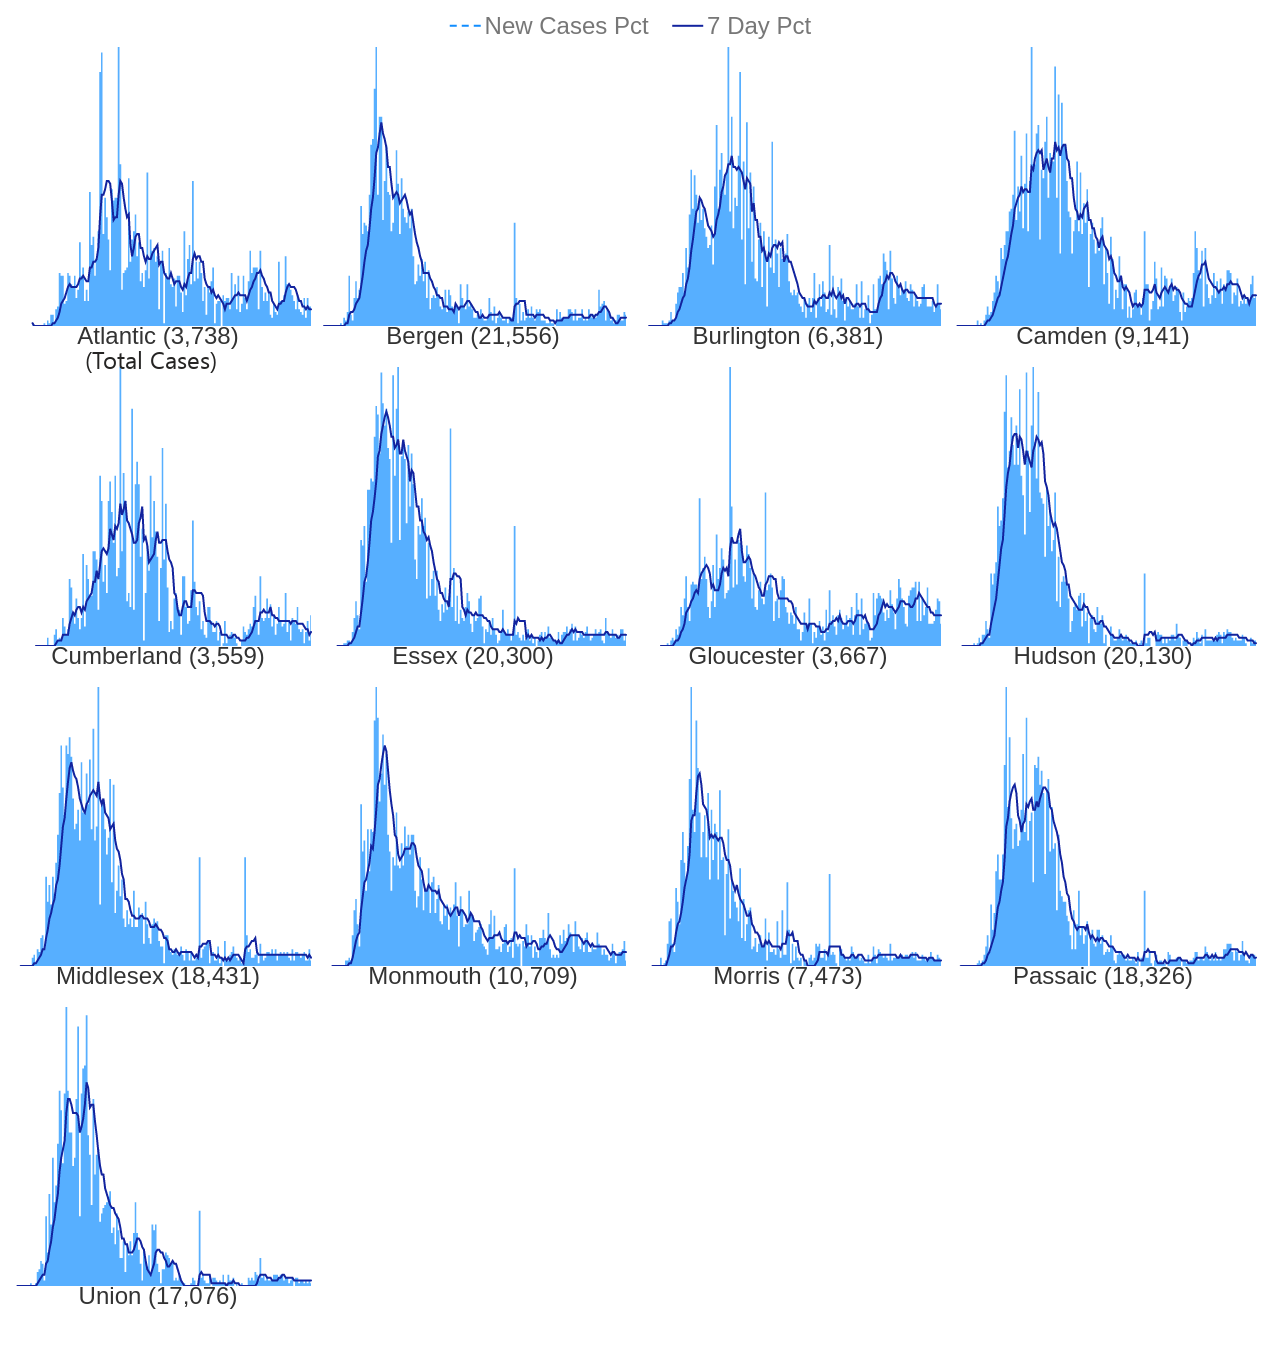 New Cases Pct 7 Day Pct
Atlantic (3,738) Bergen (21,556) Burlington (6,381) Camden (9,141)
(Total Cases)
Cumberland (3,559) Essex (20,300) Gloucester (3,667) Hudson (20,130)
Middlesex (18,431) Monmouth (10,709) Morris (7,473) Passaic (18,326)
Union (17,076)